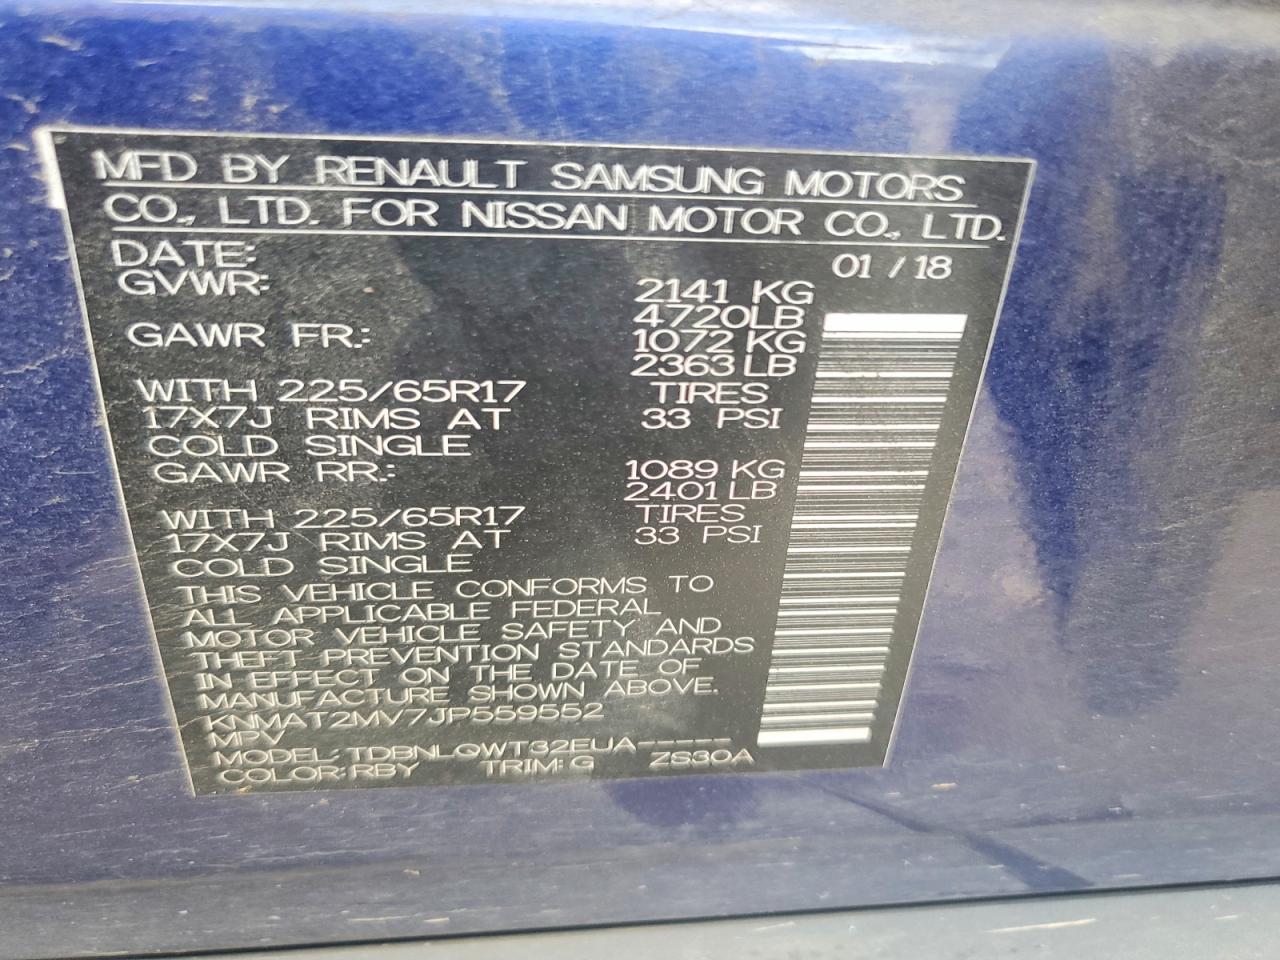 MFD BY RENAULT SAMSUNG MOTORS
CO., LTD. FOR NISSAN MOTOR CO., LTD.
DATE: 01 / 18
GVWR: 2141 KG
4720LB
GAWR FR.: 1072 KG
2363 LB
WITH 225/65R17 TIRES
17X7J RIMS AT 33 PSI
COLD SINGLE
GAWR RR.: 1089 KG
2401 LB
WITH 225/65R17 TIRES
17X7J RIMS AT 33 PSI
COLD SINGLE
THIS VEHICLE CONFORMS TO
ALL APPLICABLE FEDERAL
MOTOR VEHICLE SAFETY AND
THEFT PREVENTION STANDARDS
IN EFFECT ON THE DATE OF
MANUFACTURE SHOWN ABOVE.
KNMAT2MV7JP559552
MPV
MODEL: TDBNLQWT32EUA-----
COLOR: RBY TRIM: G ZS30A